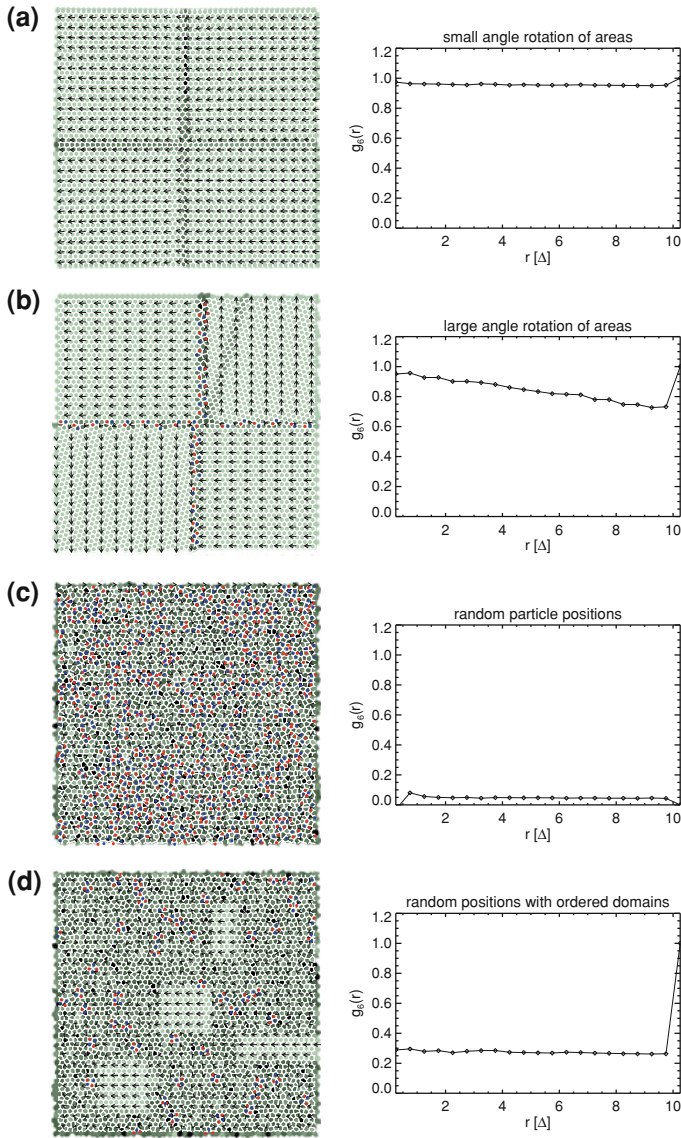 (a)
small angle rotation of areas
1.2
1.0
0.8
0.6
0.4
0.2
0.0
g6(r)
2 4 6 8 10
r [Δ]
(b)
large angle rotation of areas
1.2
1.0
0.8
0.6
0.4
0.2
0.0
g6(r)
2 4 6 8 10
r [Δ]
(c)
random particle positions
1.2
1.0
0.8
0.6
0.4
0.2
0.0
g6(r)
2 4 6 8 10
r [Δ]
(d)
random positions with ordered domains
1.2
1.0
0.8
0.6
0.4
0.2
0.0
g6(r)
2 4 6 8 10
r [Δ]